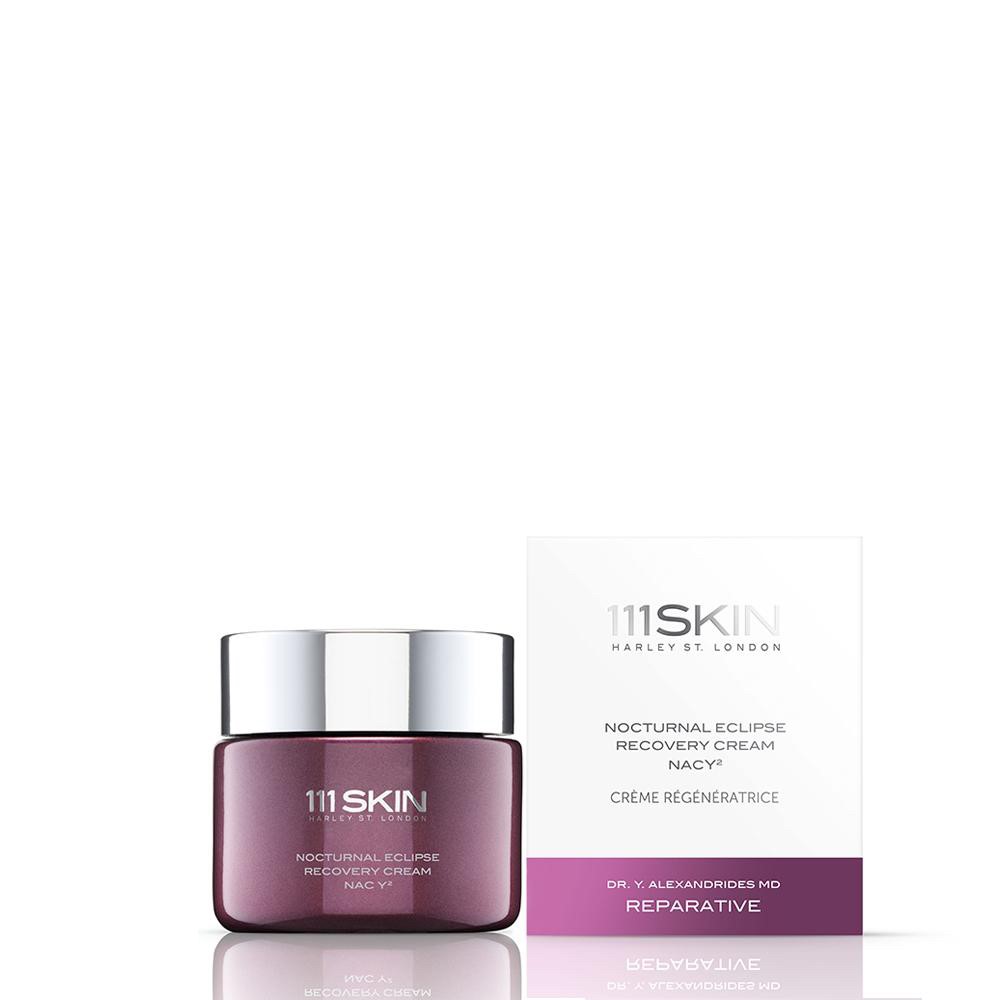 111SKIN
HARLEY ST. LONDON
NOCTURNAL ECLIPSE
RECOVERY CREAM
NAC Y²
111SKIN
HARLEY ST. LONDON
NOCTURNAL ECLIPSE
RECOVERY CREAM
NACY²
CRÈME RÉGÉNÉRATRICE
DR. Y. ALEXANDRIDES MD
REPARATIVE